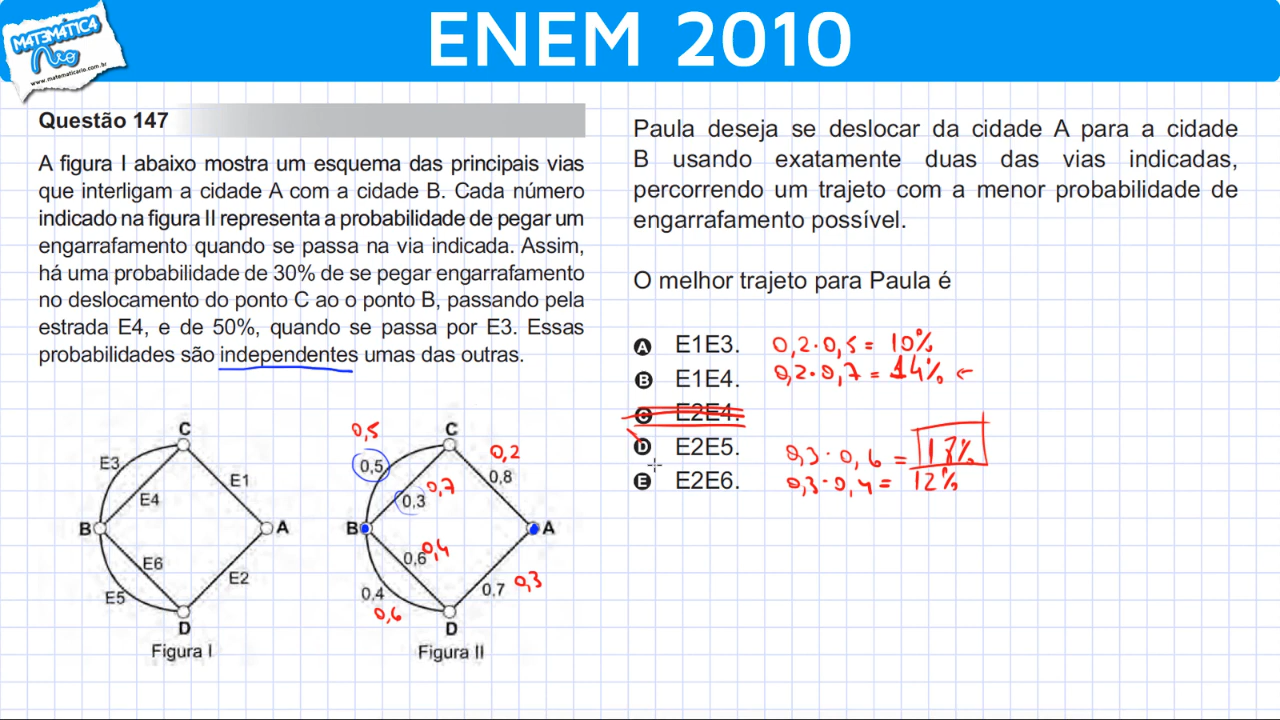 MATEMÁTICA
Rio
www.matematicario.com.br
ENEM 2010
Questão 147
A figura I abaixo mostra um esquema das principais vias
que interligam a cidade A com a cidade B. Cada número
indicado na figura II representa a probabilidade de pegar um
engarrafamento quando se passa na via indicada. Assim,
há uma probabilidade de 30% de se pegar engarrafamento
no deslocamento do ponto C ao o ponto B, passando pela
estrada E4, e de 50%, quando se passa por E3. Essas
probabilidades são independentes umas das outras.
C
E3
E1
E4
B
A
E6
E2
E5
D
Figura I
0,5
C
0,5
0,2
0,8
0,7
0,3
B
A
0,6
0,4
0,4
0,7
0,3
0,6
D
Figura II
Paula deseja se deslocar da cidade A para a cidade
B usando exatamente duas das vias indicadas,
percorrendo um trajeto com a menor probabilidade de
engarrafamento possível.
O melhor trajeto para Paula é
A E1E3. 0,2·0,5= 10%
B E1E4. 0,2·0,7=14% ←
C E2E4.
D E2E5. 0,3·0,6 = 18%
E E2E6. 0,3·0,4= 12%